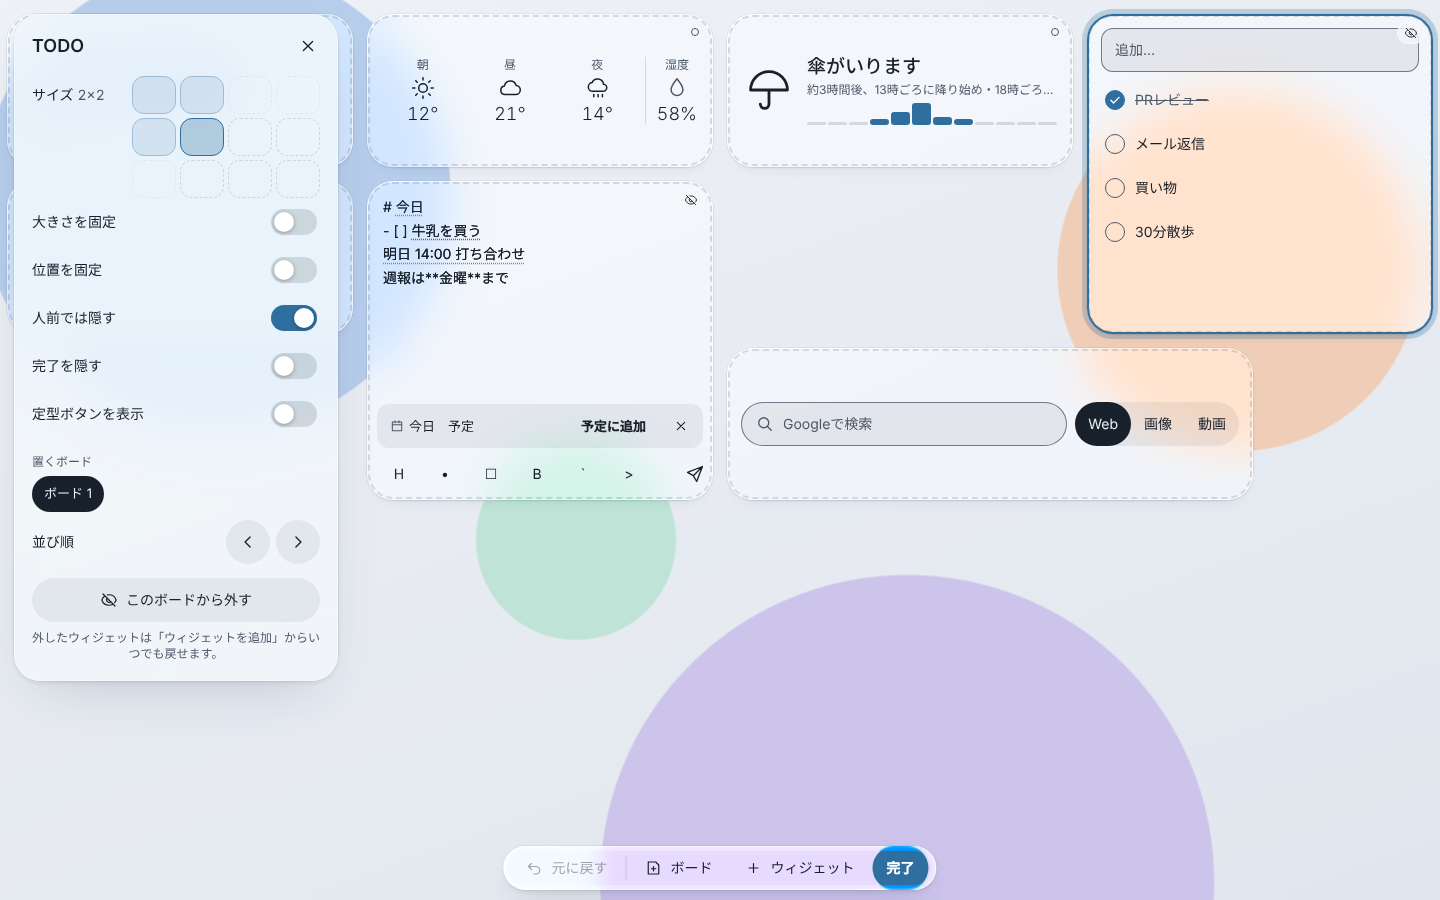 TODO
サイズ 2×2
大きさを固定
位置を固定
人前では隠す
完了を隠す
定型ボタンを表示
置くボード
ボード 1
並び順
このボードから外す
外したウィジェットは「ウィジェットを追加」からい
つでも戻せます。
朝
昼
夜
湿度
12°
21°
14°
58%
傘がいります
約3時間後、13時ごろに降り始め・18時ごろ…
追加...
PRレビュー
メール返信
買い物
30分散歩
# 今日
- [ ] 牛乳を買う
明日 14:00 打ち合わせ
週報は**金曜**まで
今日 予定
予定に追加
H • ☐ B ` >
Googleで検索
Web
画像
動画
元に戻す
ボード
ウィジェット
完了